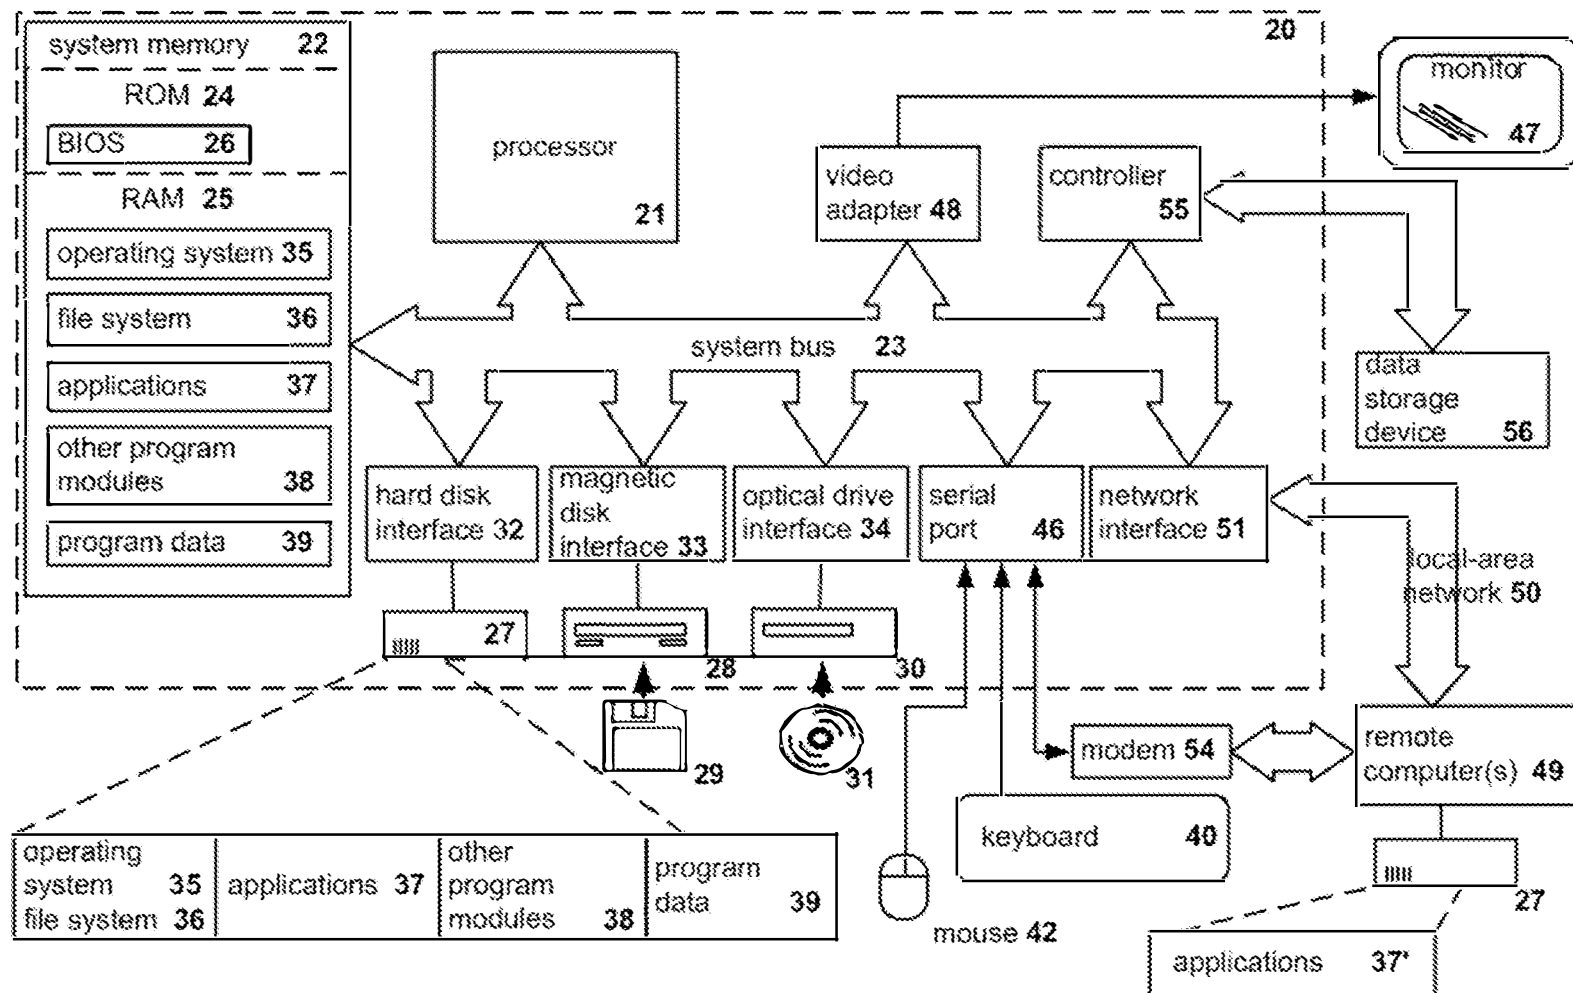 20
system memory 22
ROM 24
BIOS 26
RAM 25
operating system 35
file system 36
applications 37
other program
modules 38
program data 39
processor
21
video
adapter 48
controller
55
monitor
47
system bus 23
data
storage
device 56
hard disk
interface 32
magnetic
disk
interface 33
optical drive
interface 34
serial
port 46
network
interface 51
local-area
network 50
27
28
30
29
31
modem 54
remote
computer(s) 49
keyboard 40
mouse 42
27
applications 37'
operating
system 35
file system 36
applications 37
other
program
modules 38
program
data 39